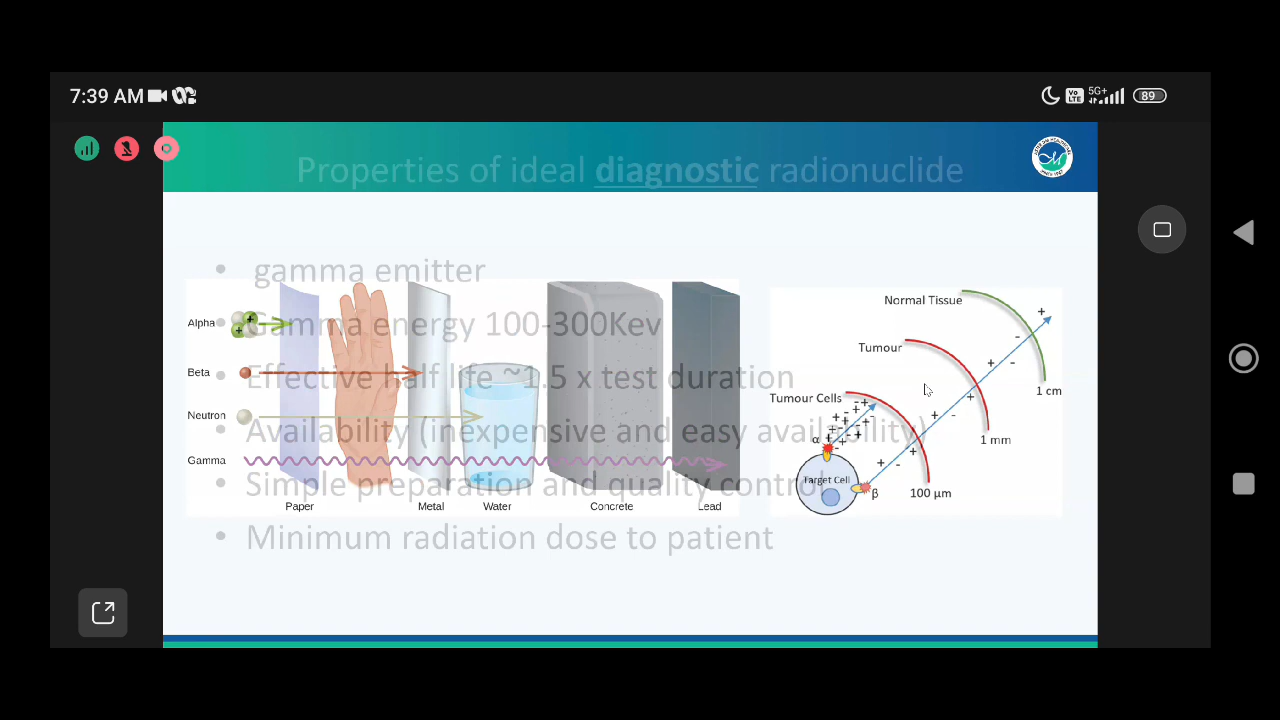 7:39 AM
Vo LTE 5G+ 89
Properties of ideal diagnostic radionuclide
• gamma emitter
• Gamma energy 100-300Kev
• Effective half life ~1.5 x test duration
• Availability (inexpensive and easy availability)
• Simple preparation and quality control
• Minimum radiation dose to patient
Alpha
Beta
Neutron
Gamma
Paper
Metal
Water
Concrete
Lead
Normal Tissue
Tumour
Tumour Cells
α
Target Cell
β
100 µm
1 mm
1 cm